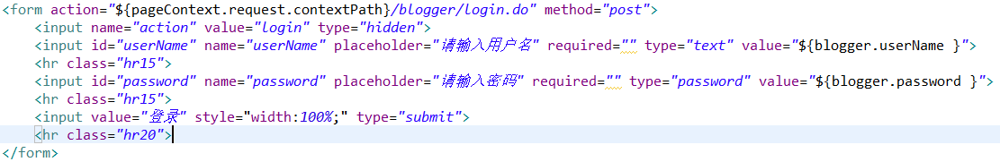 <form action="${pageContext.request.contextPath}/blogger/login.do" method="post">
<input name="action" value="login" type="hidden">
<input id="userName" name="userName" placeholder="请输入用户名" required="" type="text" value="${blogger.userName }">
<hr class="hr15">
<input id="password" name="password" placeholder="请输入密码" required="" type="password" value="${blogger.password }">
<hr class="hr15">
<input value="登录" style="width:100%;" type="submit">
<hr class="hr20">
</form>